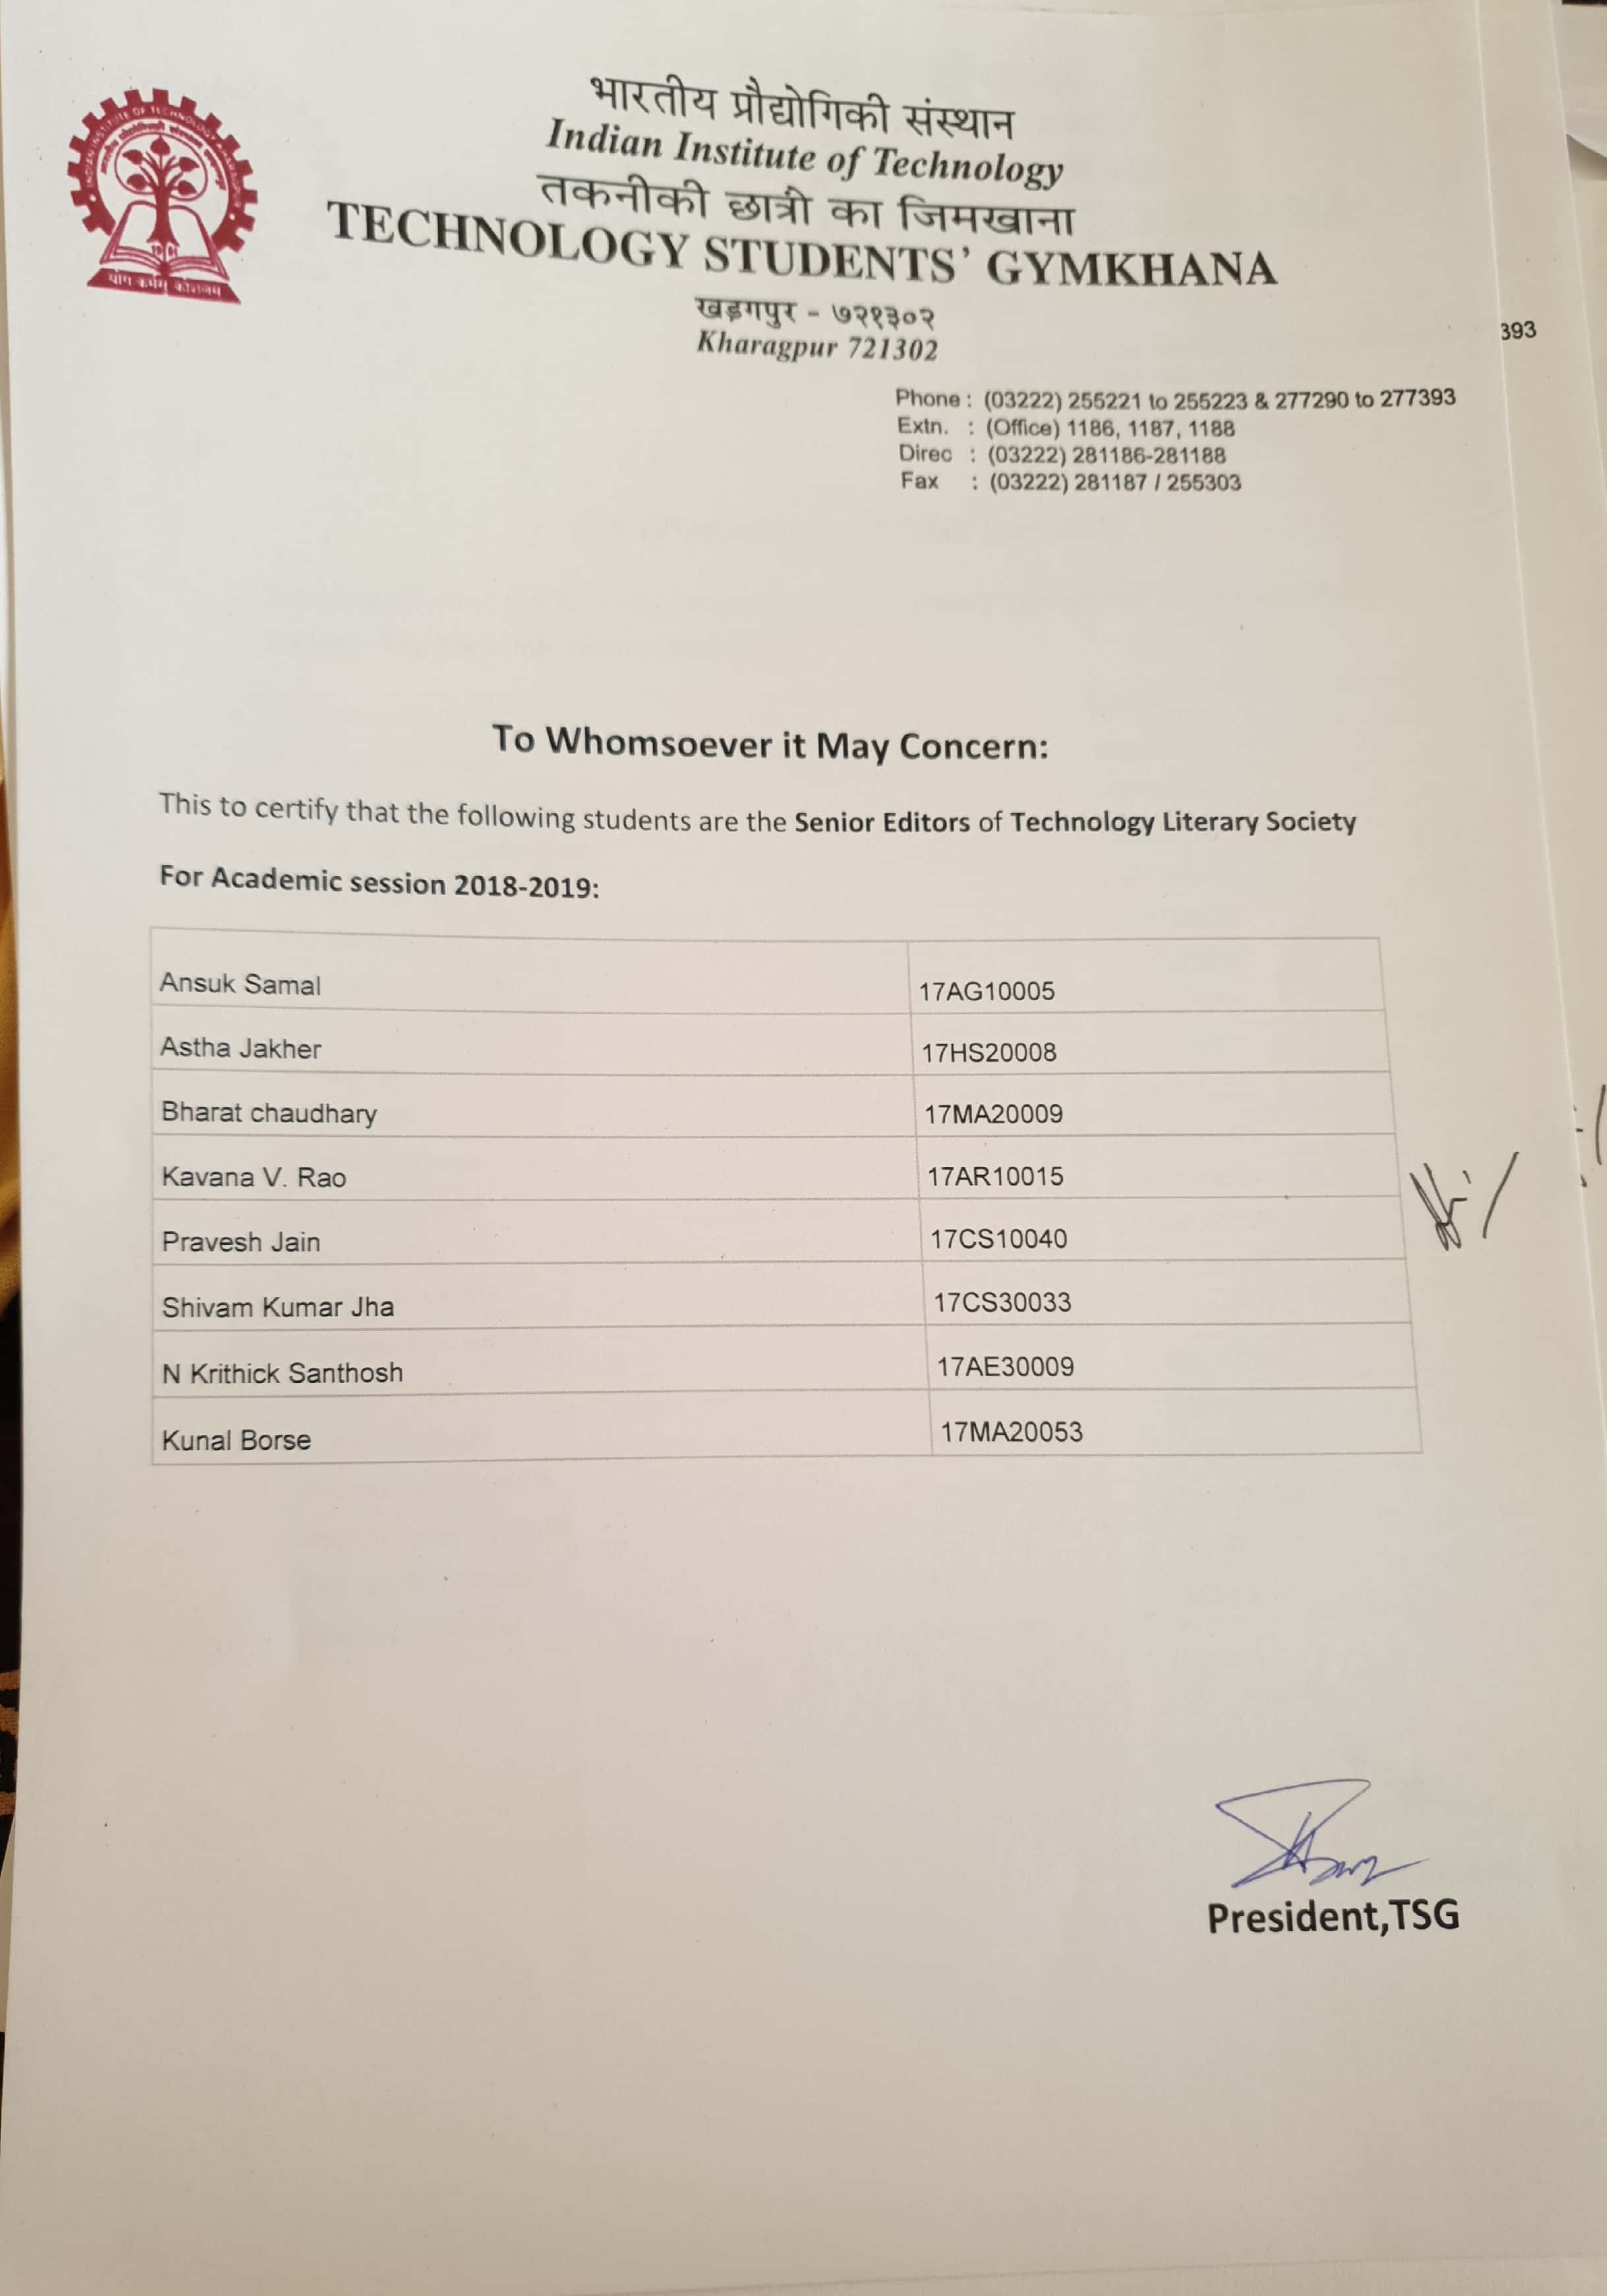 भारतीय प्रौद्योगिकी संस्थान
Indian Institute of Technology
तकनीकी छात्री का जिमखाना
TECHNOLOGY STUDENTS' GYMKHANA
खड़गपुर - ७२१३०२
Kharagpur 721302
393
Phone : (03222) 255221 to 255223 & 277290 to 277393
Extn. : (Office) 1186, 1187, 1188
Direc : (03222) 281186-281188
Fax : (03222) 281187 / 255303
To Whomsoever it May Concern:
This to certify that the following students are the Senior Editors of Technology Literary Society
For Academic session 2018-2019:
Ansuk Samal 17AG10005
Astha Jakher 17HS20008
Bharat chaudhary 17MA20009
Kavana V. Rao 17AR10015
Pravesh Jain 17CS10040
Shivam Kumar Jha 17CS30033
N Krithick Santhosh 17AE30009
Kunal Borse 17MA20053
President,TSG